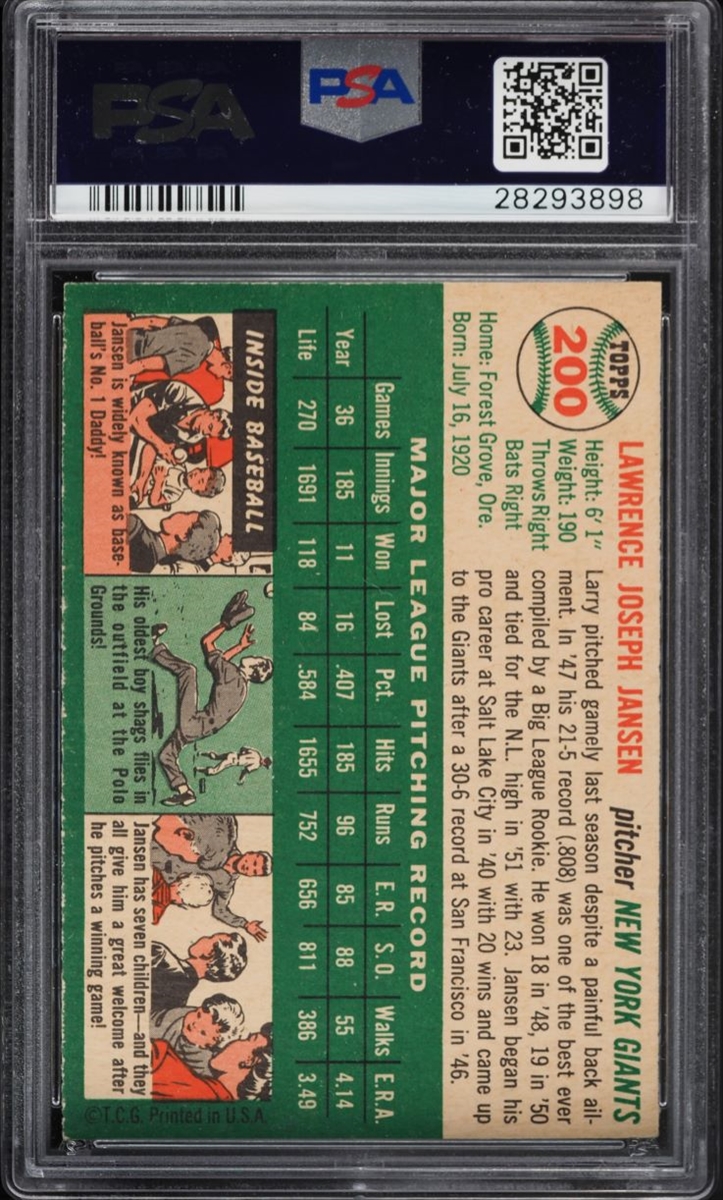 PSA
PSA
28293898
TOPPS
200
LAWRENCE JOSEPH JANSEN pitcher NEW YORK GIANTS
Height: 6' 1"
Weight: 190
Throws Right
Bats Right
Home: Forest Grove, Ore.
Born: July 16, 1920
Larry pitched gamely last season despite a painful back ail-
ment. In '47 his 21-5 record (.808) was one of the best ever
compiled by a Big League Rookie. He won 18 in '48, 19 in '50
and tied for the N.L. high in '51 with 23. Jansen began his
pro career at Salt Lake City in '40 with 20 wins and came up
to the Giants after a 30-6 record at San Francisco in '46.
MAJOR LEAGUE PITCHING RECORD
Games Innings Won Lost Pct. Hits Runs E.R. S.O. Walks E.R.A.
Year 36 185 11 16 .407 185 96 85 88 55 4.14
Life 270 1691 118 84 .584 1655 752 656 811 386 3.49
INSIDE BASEBALL
Jansen is widely known as base-
ball's No. 1 Daddy!
His oldest boy shags flies in
the outfield at the Polo
Grounds!
Jansen has seven children—and they
all give him a great welcome after
he pitches a winning game!
©T.C.G. Printed in U.S.A.